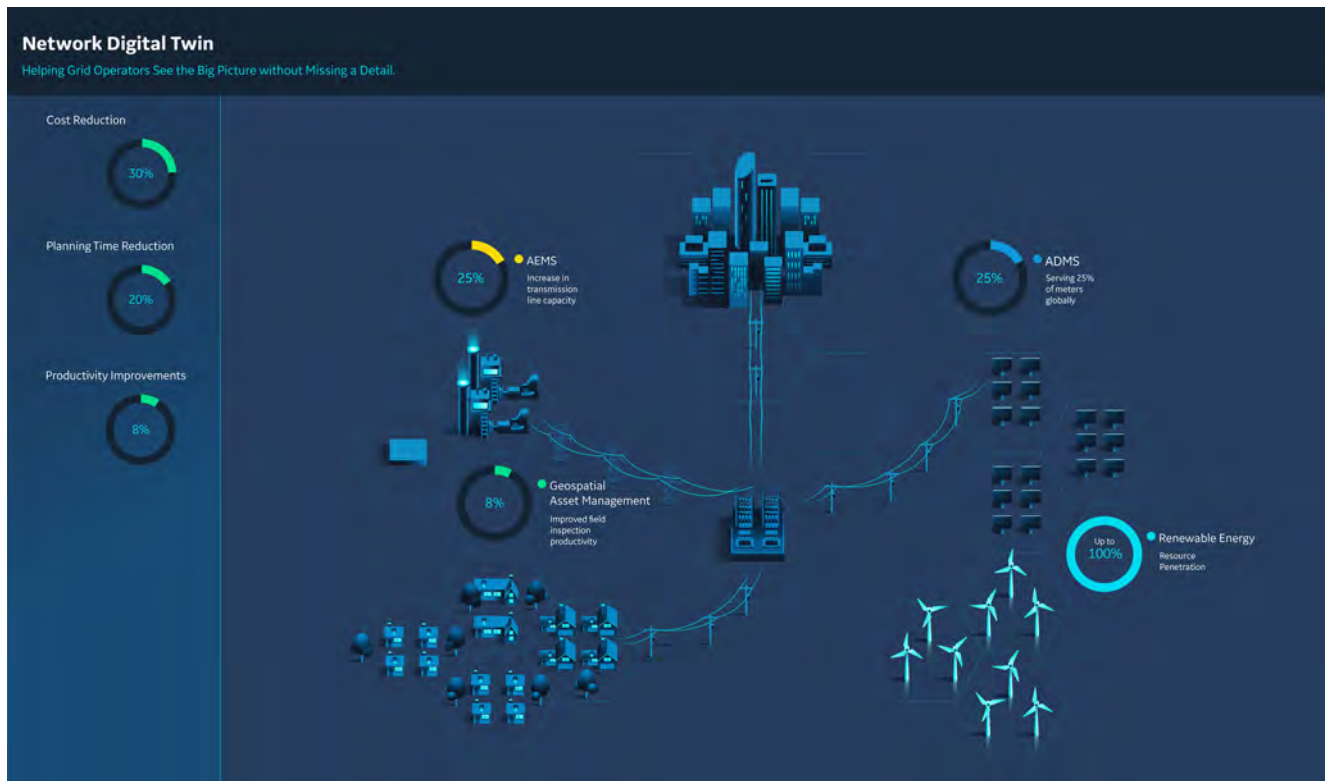 Network Digital Twin
Helping Grid Operators See the Big Picture without Missing a Detail.
Cost Reduction
30%
Planning Time Reduction
20%
Productivity Improvements
8%
25%
AEMS
Increase in
transmission
line capacity
25%
ADMS
Serving 25%
of meters
globally
8%
Geospatial
Asset Management
Improved field
inspection
productivity
Up to
100%
Renewable Energy
Resource
Penetration